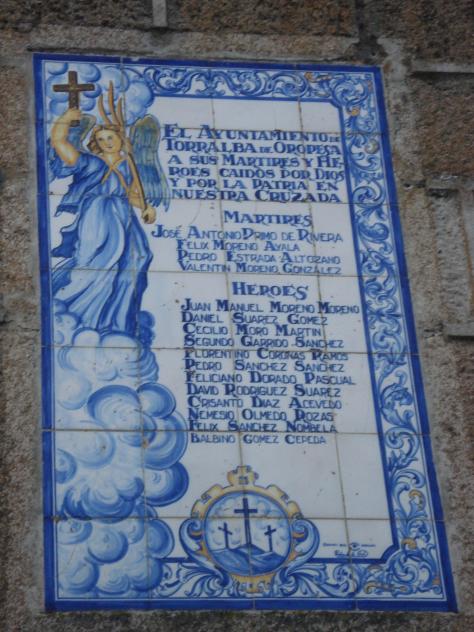 EL AYUNTAMIENTO DE
TORRALBA DE OROPESA
A SUS MARTIRES Y HE-
ROES CAIDOS POR DIOS
Y POR LA PATRIA EN
NUESTRA CRUZADA
MARTIRES
JOSÉ ANTONIO PRIMO DE RIVERA
FELIX MORENO AYALA
PEDRO ESTRADA ALTOZANO
VALENTIN MORENO GONZÁLEZ
HÉROES
JUAN MANUEL MORENO MORENO
DANIEL SUAREZ GOMEZ
CECILIO MORO MARTIN
SEGUNDO GARRIDO SANCHEZ
FLORENTINO CORONAS RAMOS
PEDRO SANCHEZ SANCHEZ
FELICIANO DORADO PASCUAL
DAVID RODRIGUEZ SUAREZ
CRISANTO DIAZ ACEVEDO
NEMESIO OLMEDO ROZAS
FELIX SANCHEZ NOMBELA
BALBINO GOMEZ CEPEDA